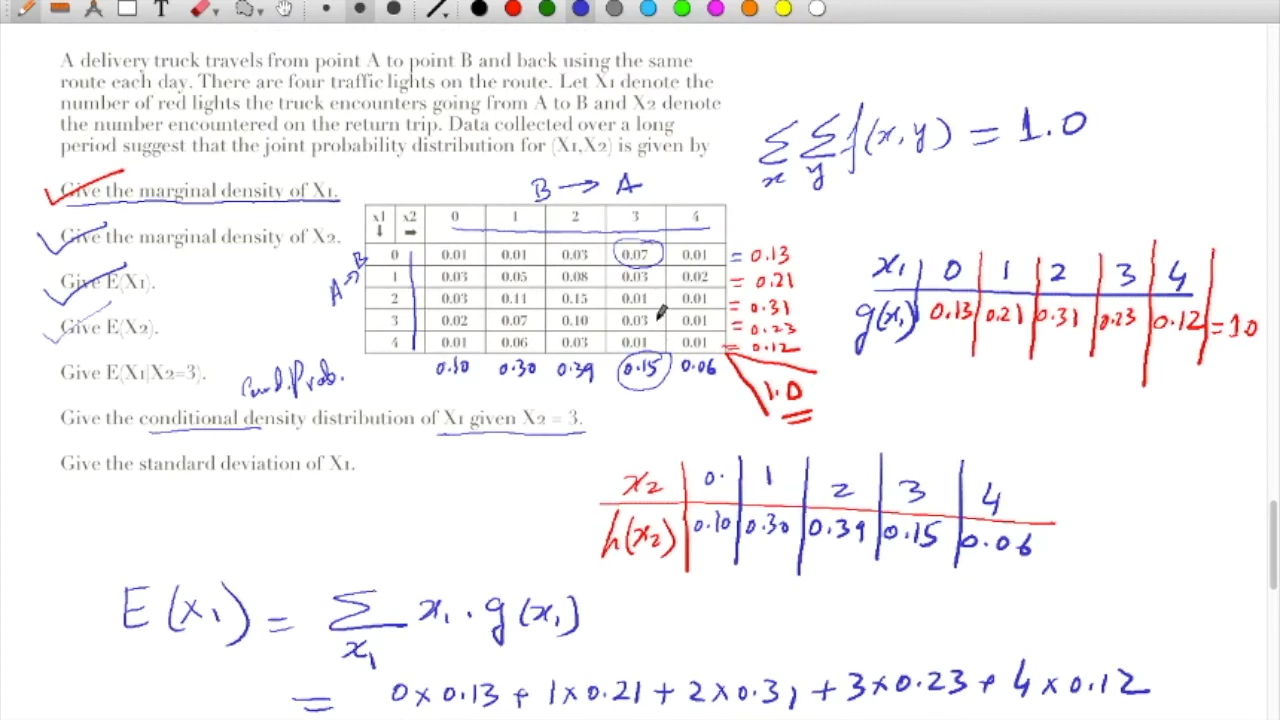 A delivery truck travels from point A to point B and back using the same
route each day. There are four traffic lights on the route. Let X1 denote the
number of red lights the truck encounters going from A to B and X2 denote
the number encountered on the return trip. Data collected over a long
period suggest that the joint probability distribution for (X1,X2) is given by
∑x ∑y f(x,y) = 1.0
Give the marginal density of X1.
B → A
Give the marginal density of X2.
Give E(X1).
Give E(X2).
Give E(X1|X2=3).
Give the conditional density distribution of X1 given X2 = 3.
Give the standard deviation of X1.
A → B
x1 ↓ x2 → 0 1 2 3 4
0 0.01 0.01 0.03 0.07 0.01 = 0.13
1 0.03 0.05 0.08 0.03 0.02 = 0.21
2 0.03 0.11 0.15 0.01 0.01 = 0.31
3 0.02 0.07 0.10 0.03 0.01 = 0.23
4 0.01 0.06 0.03 0.01 0.01 = 0.12
0.10 0.30 0.39 0.15 0.06
1.0
Cond. Prob.
x1 0 1 2 3 4
g(x1) 0.13 0.21 0.31 0.23 0.12 = 1.0
x2 0 1 2 3 4
h(x2) 0.10 0.30 0.39 0.15 0.06
E(x1) = ∑x1 x1 · g(x1)
= 0 x 0.13 + 1 x 0.21 + 2 x 0.31 + 3 x 0.23 + 4 x 0.12